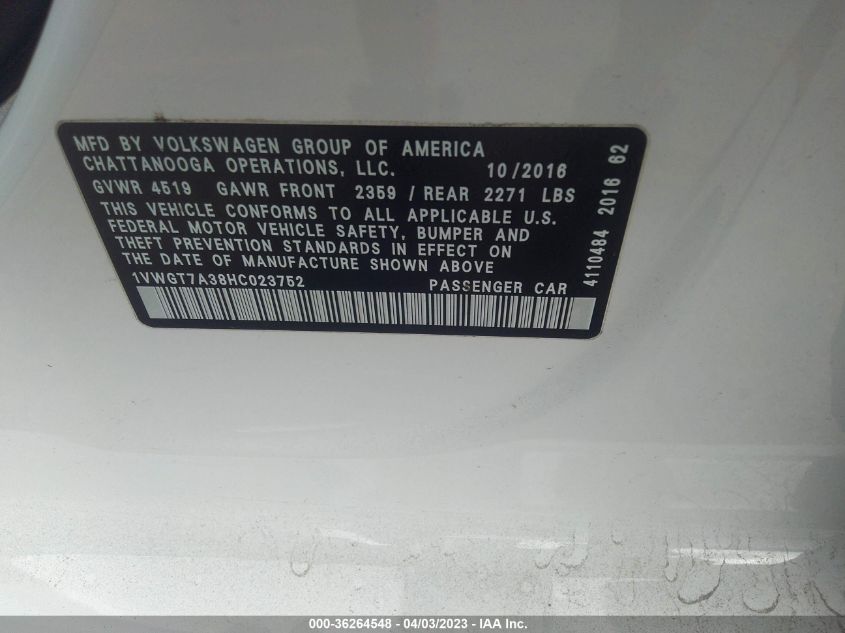 MFD BY VOLKSWAGEN GROUP OF AMERICA
CHATTANOOGA OPERATIONS, LLC. 10/2016
GVWR 4519 GAWR FRONT 2359 / REAR 2271 LBS
THIS VEHICLE CONFORMS TO ALL APPLICABLE U.S.
FEDERAL MOTOR VEHICLE SAFETY, BUMPER AND
THEFT PREVENTION STANDARDS IN EFFECT ON
THE DATE OF MANUFACTURE SHOWN ABOVE
1VWGT7A38HC023752 PASSENGER CAR
4110484 2016 62
000-36264548 - 04/03/2023 - IAA Inc.